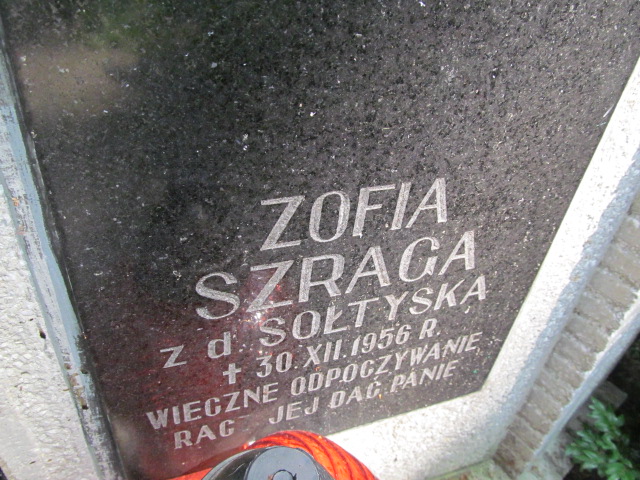 ZOFIA
SZRAGA
z d. SOŁTYSKA
✝ 30.XII.1956 R.
WIECZNE ODPOCZYWANIE
RAC- JEJ DAĆ PANIE